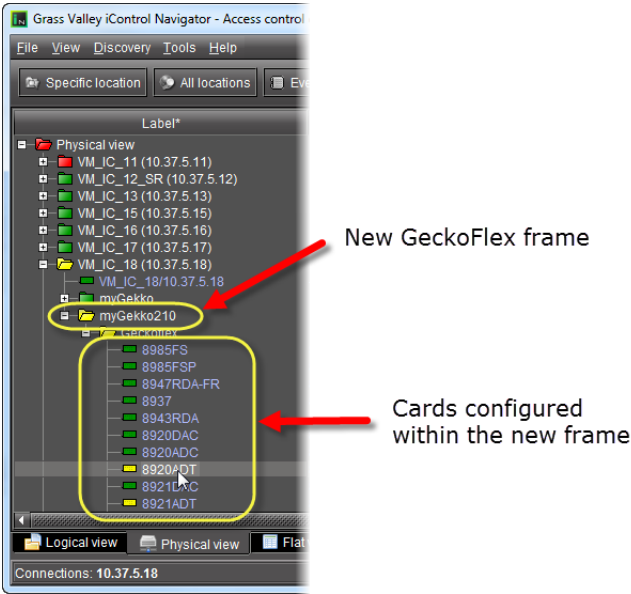 Grass Valley iControl Navigator - Access control
File View Discovery Tools Help
Specific location All locations
Label*
Physical view
VM_IC_11 (10.37.5.11)
VM_IC_12_SR (10.37.5.12)
VM_IC_13 (10.37.5.13)
VM_IC_15 (10.37.5.15)
VM_IC_16 (10.37.5.16)
VM_IC_17 (10.37.5.17)
VM_IC_18 (10.37.5.18)
VM_IC_18/10.37.5.18
myGekko
myGekko210
Geckoflex
8985FS
8985FSP
8947RDA-FR
8937
8943RDA
8920DAC
8920ADC
8920ADT
8921DAC
8921ADT
Logical view Physical view Flat
Connections: 10.37.5.18
New GeckoFlex frame
Cards configured
within the new frame